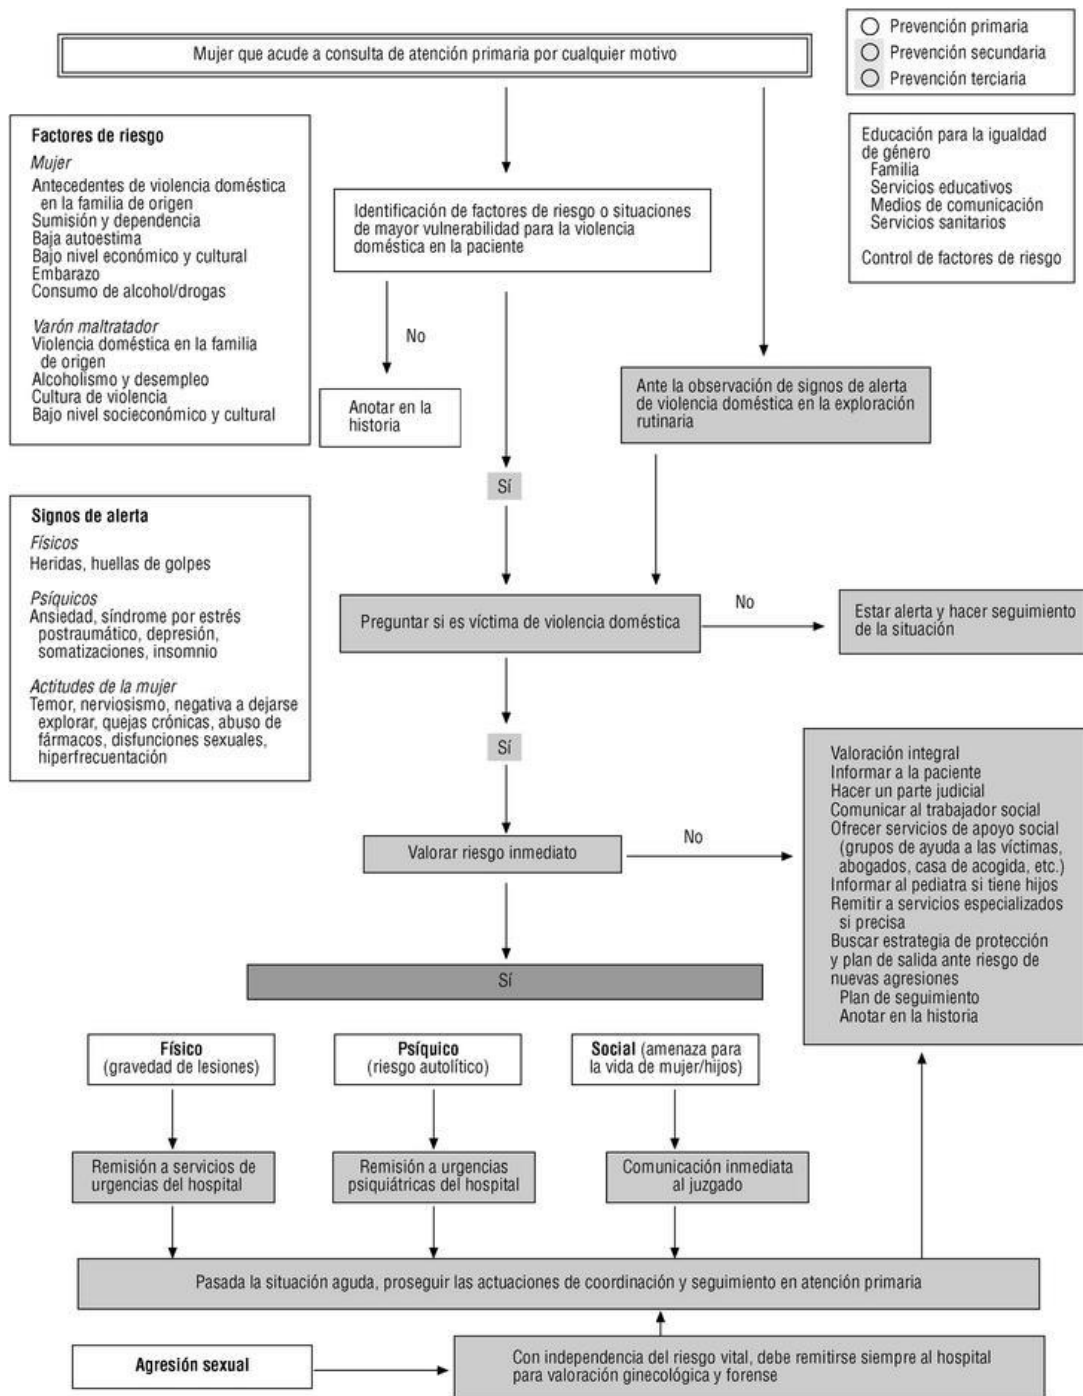 Mujer que acude a consulta de atención primaria por cualquier motivo
Prevención primaria
Prevención secundaria
Prevención terciaria
Educación para la igualdad
de género
Familia
Servicios educativos
Medios de comunicación
Servicios sanitarios
Control de factores de riesgo
Factores de riesgo
Mujer
Antecedentes de violencia doméstica
en la familia de origen
Sumisión y dependencia
Baja autoestima
Bajo nivel económico y cultural
Embarazo
Consumo de alcohol/drogas
Varón maltratador
Violencia doméstica en la familia
de origen
Alcoholismo y desempleo
Cultura de violencia
Bajo nivel socieconómico y cultural
Identificación de factores de riesgo o situaciones
de mayor vulnerabilidad para la violencia
doméstica en la paciente
No
Anotar en la
historia
Ante la observación de signos de alerta
de violencia doméstica en la exploración
rutinaria
Sí
Signos de alerta
Físicos
Heridas, huellas de golpes
Psíquicos
Ansiedad, síndrome por estrés
postraumático, depresión,
somatizaciones, insomnio
Actitudes de la mujer
Temor, nerviosismo, negativa a dejarse
explorar, quejas crónicas, abuso de
fármacos, disfunciones sexuales,
hiperfrecuentación
Preguntar si es víctima de violencia doméstica
No
Estar alerta y hacer seguimiento
de la situación
Sí
Valorar riesgo inmediato
No
Valoración integral
Informar a la paciente
Hacer un parte judicial
Comunicar al trabajador social
Ofrecer servicios de apoyo social
(grupos de ayuda a las víctimas,
abogados, casa de acogida, etc.)
Informar al pediatra si tiene hijos
Remitir a servicios especializados
si precisa
Buscar estrategia de protección
y plan de salida ante riesgo de
nuevas agresiones
Plan de seguimiento
Anotar en la historia
Sí
Físico
(gravedad de lesiones)
Psíquico
(riesgo autolítico)
Social (amenaza para
la vida de mujer/hijos)
Remisión a servicios de
urgencias del hospital
Remisión a urgencias
psiquiátricas del hospital
Comunicación inmediata
al juzgado
Pasada la situación aguda, proseguir las actuaciones de coordinación y seguimiento en atención primaria
Agresión sexual
Con independencia del riesgo vital, debe remitirse siempre al hospital
para valoración ginecológica y forense